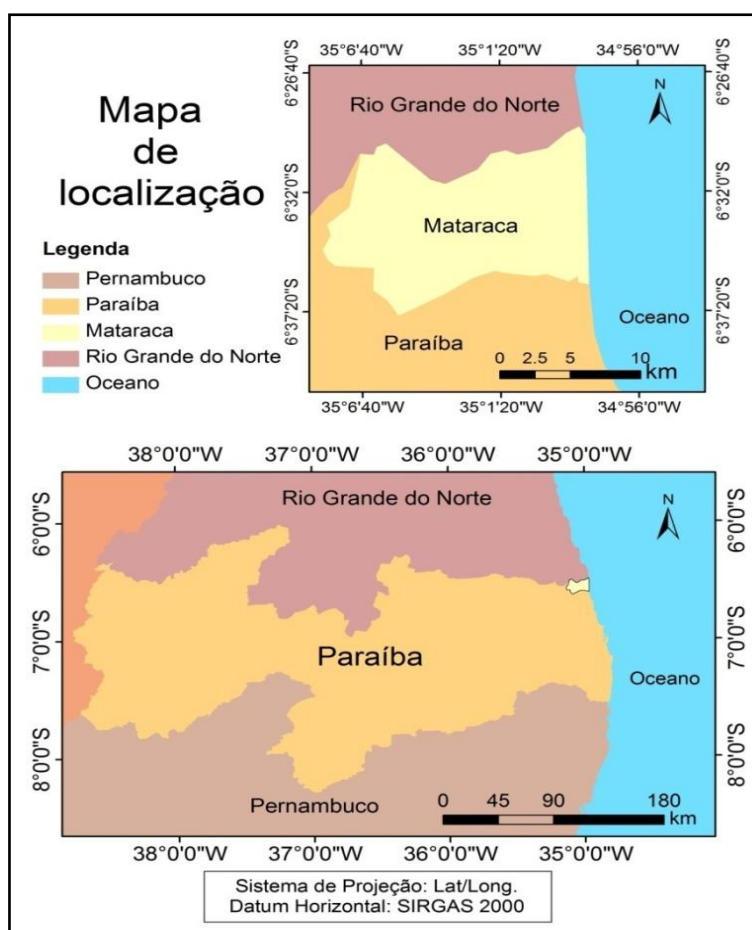 Mapa
de
localização
Legenda
Pernambuco
Paraíba
Mataraca
Rio Grande do Norte
Oceano
35°6'40"W 35°1'20"W 34°56'0"W
6°26'40"S 6°26'40"S
Rio Grande do Norte
N
6°32'0"S 6°32'0"S
Mataraca
6°37'20"S 6°37'20"S
Oceano
Paraíba
0 2.5 5 10
km
35°6'40"W 35°1'20"W 34°56'0"W
38°0'0"W 37°0'0"W 36°0'0"W 35°0'0"W
Rio Grande do Norte
N
6°0'0"S 6°0'0"S
7°0'0"S 7°0'0"S
Paraíba
Oceano
8°0'0"S 8°0'0"S
Pernambuco
0 45 90 180
km
38°0'0"W 37°0'0"W 36°0'0"W 35°0'0"W
Sistema de Projeção: Lat/Long.
Datum Horizontal: SIRGAS 2000